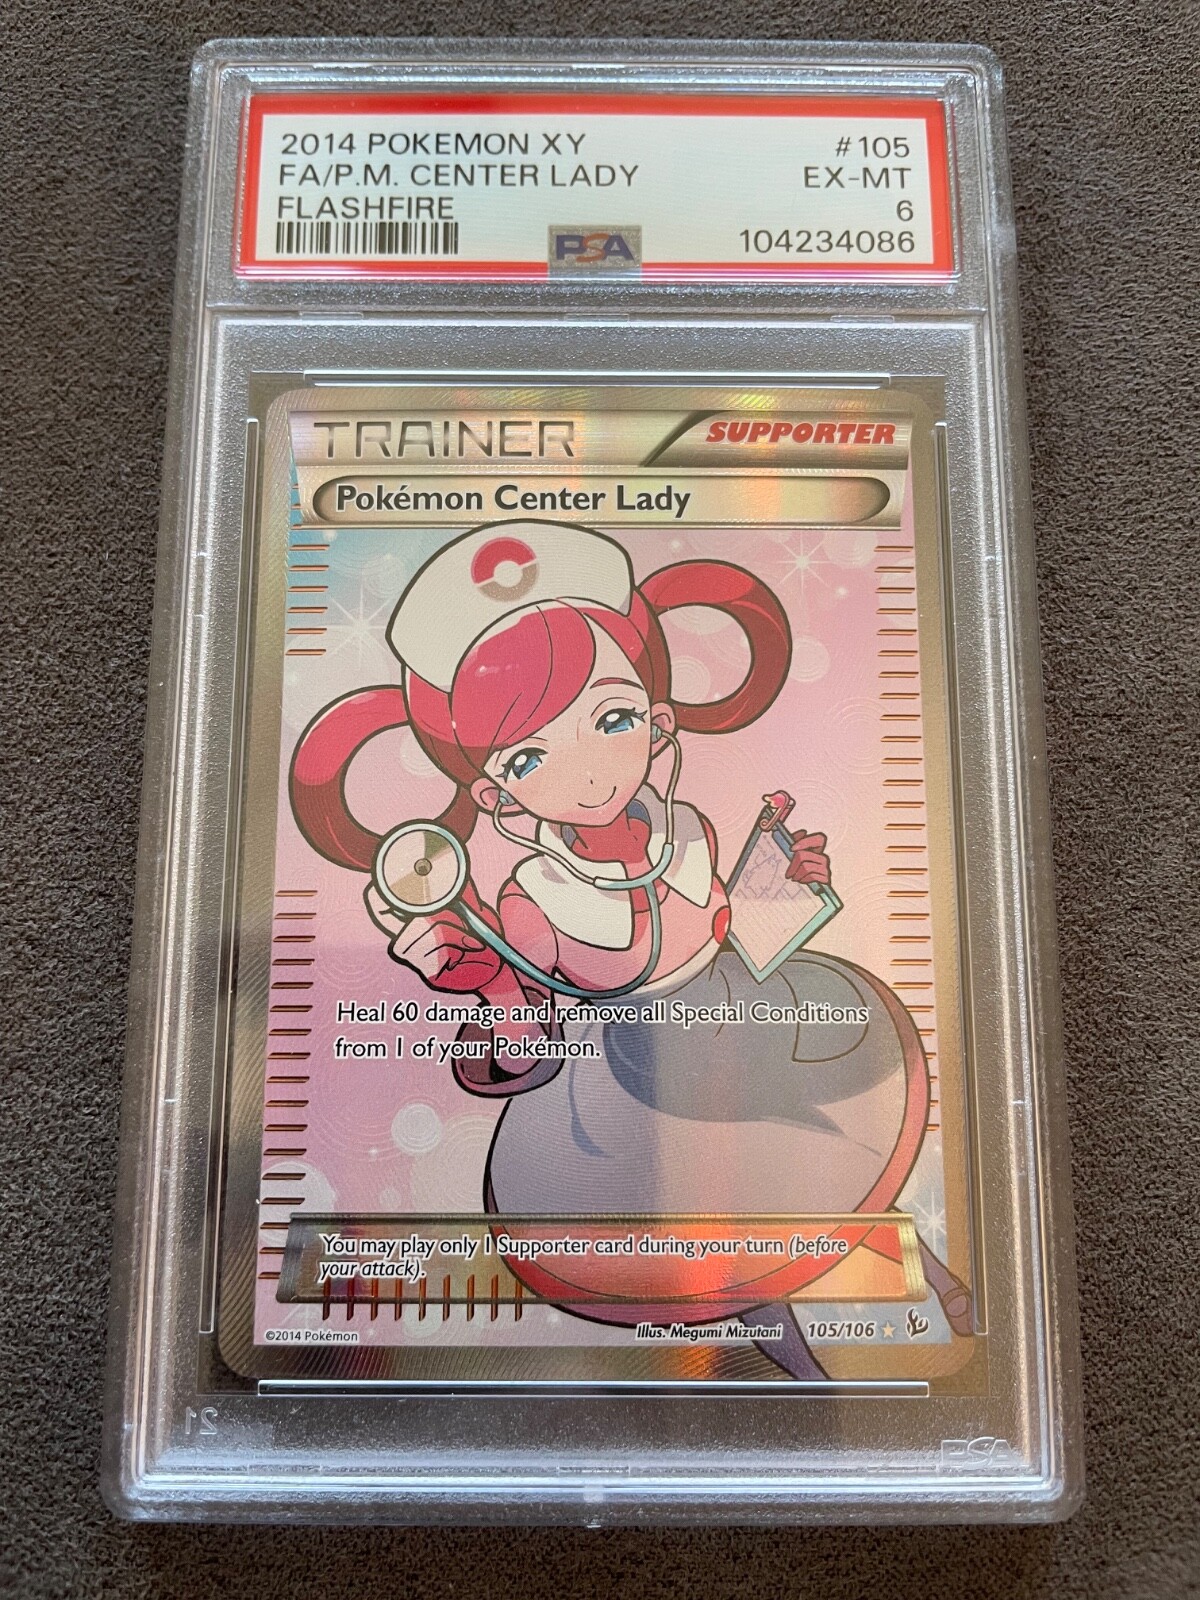 2014 POKEMON XY #105
FA/P.M. CENTER LADY EX-MT
FLASHFIRE 6
PSA 104234086
TRAINER SUPPORTER
Pokémon Center Lady
Heal 60 damage and remove all Special Conditions
from 1 of your Pokémon.
You may play only 1 Supporter card during your turn (before
your attack).
©2014 Pokémon Illus. Megumi Mizutani 105/106
21 PSA